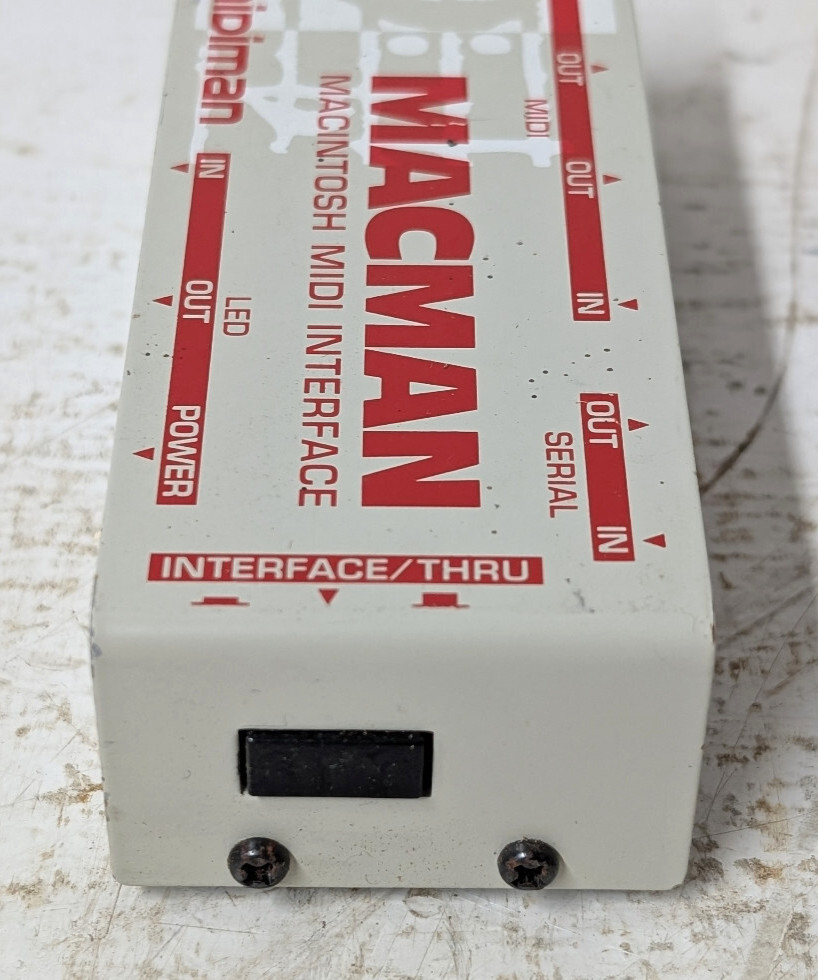 MIDI
OUT OUT IN
SERIAL
OUT IN
MACMAN
MACINTOSH MIDI INTERFACE
LED
IN OUT POWER
INTERFACE/THRU